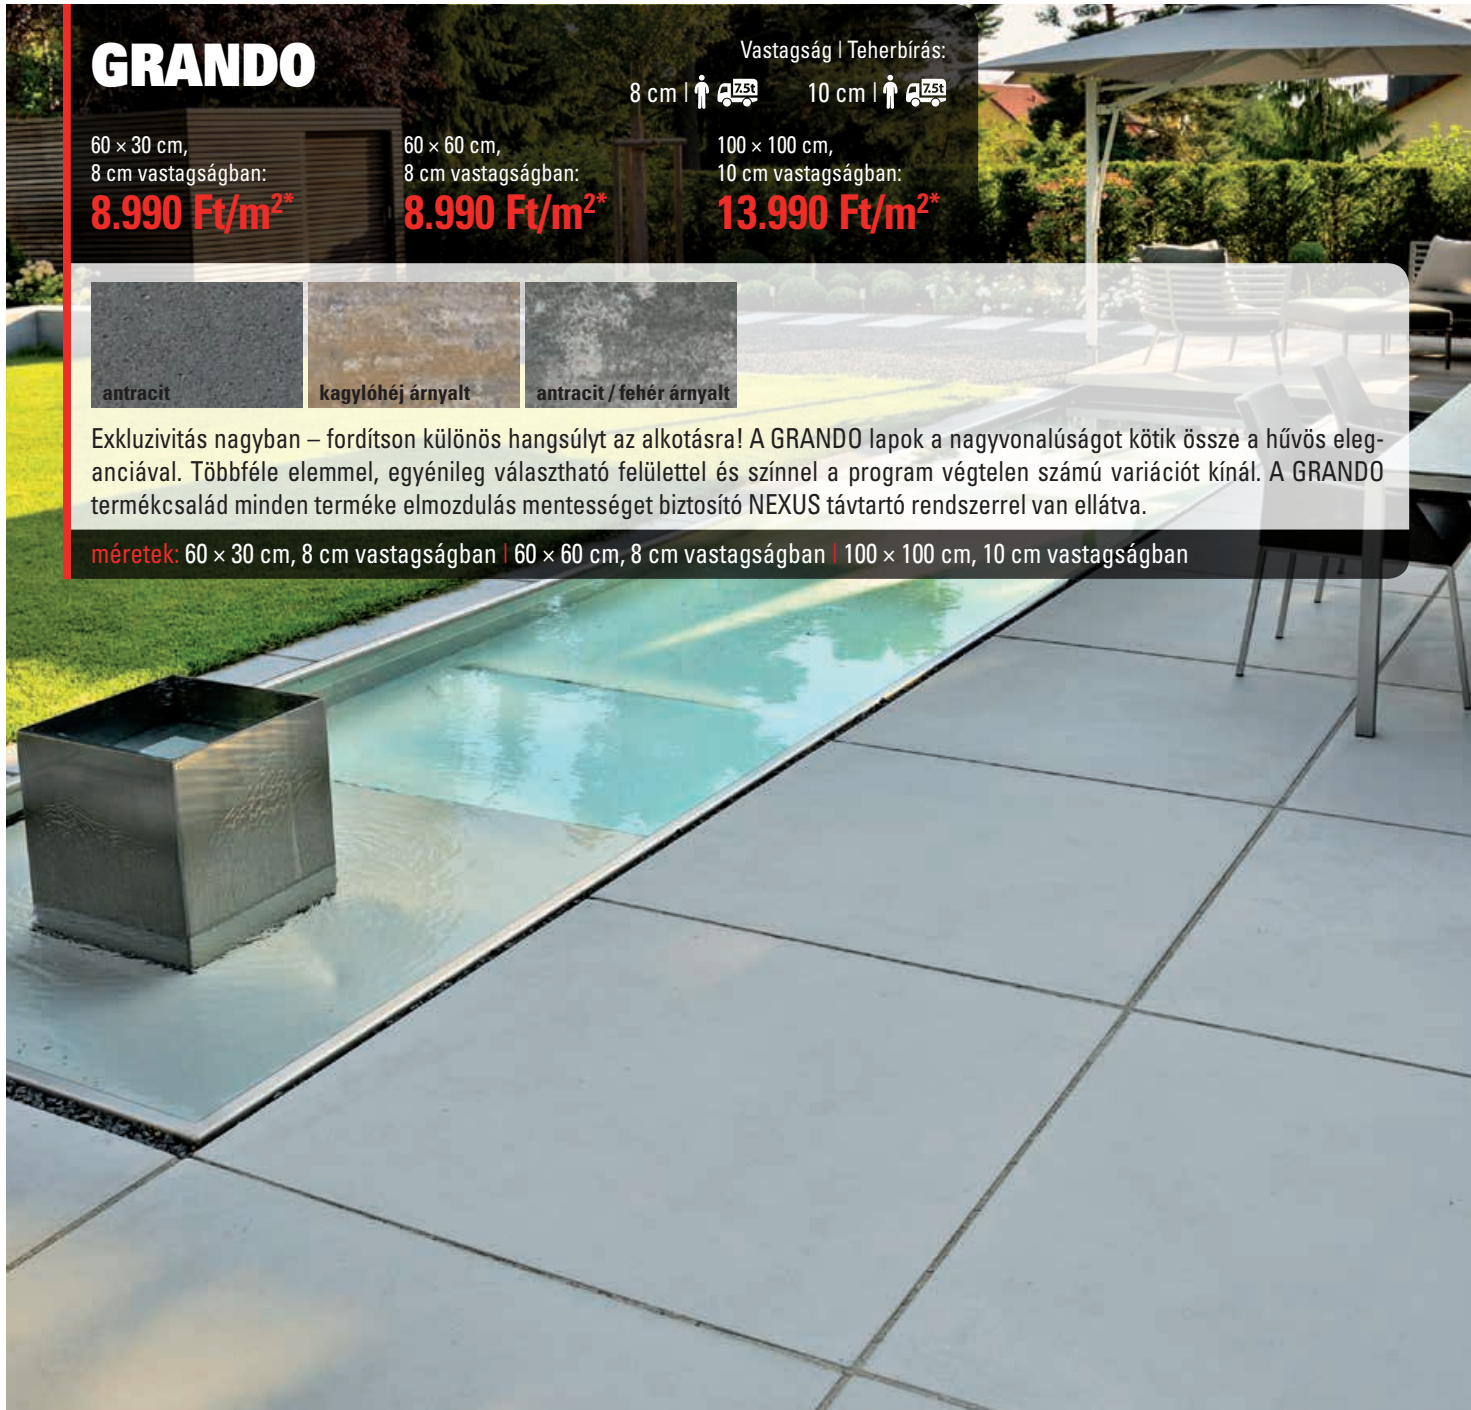 GRANDO
Vastagság | Teherbírás:
8 cm | 7.5t 10 cm | 7.5t
60 × 30 cm,
8 cm vastagságban:
8.990 Ft/m²*
60 × 60 cm,
8 cm vastagságban:
8.990 Ft/m²*
100 × 100 cm,
10 cm vastagságban:
13.990 Ft/m²*
antracit
kagylóhéj árnyalt
antracit / fehér árnyalt
Exkluzivitás nagyban – fordítson különös hangsúlyt az alkotásra! A GRANDO lapok a nagyvonalúságot kötik össze a hűvös eleg-
anciával. Többféle elemmel, egyénileg választható felülettel és színnel a program végtelen számú variációt kínál. A GRANDO
termékcsalád minden terméke elmozdulás mentességet biztosító NEXUS távtartó rendszerrel van ellátva.
méretek: 60 × 30 cm, 8 cm vastagságban | 60 × 60 cm, 8 cm vastagságban | 100 × 100 cm, 10 cm vastagságban